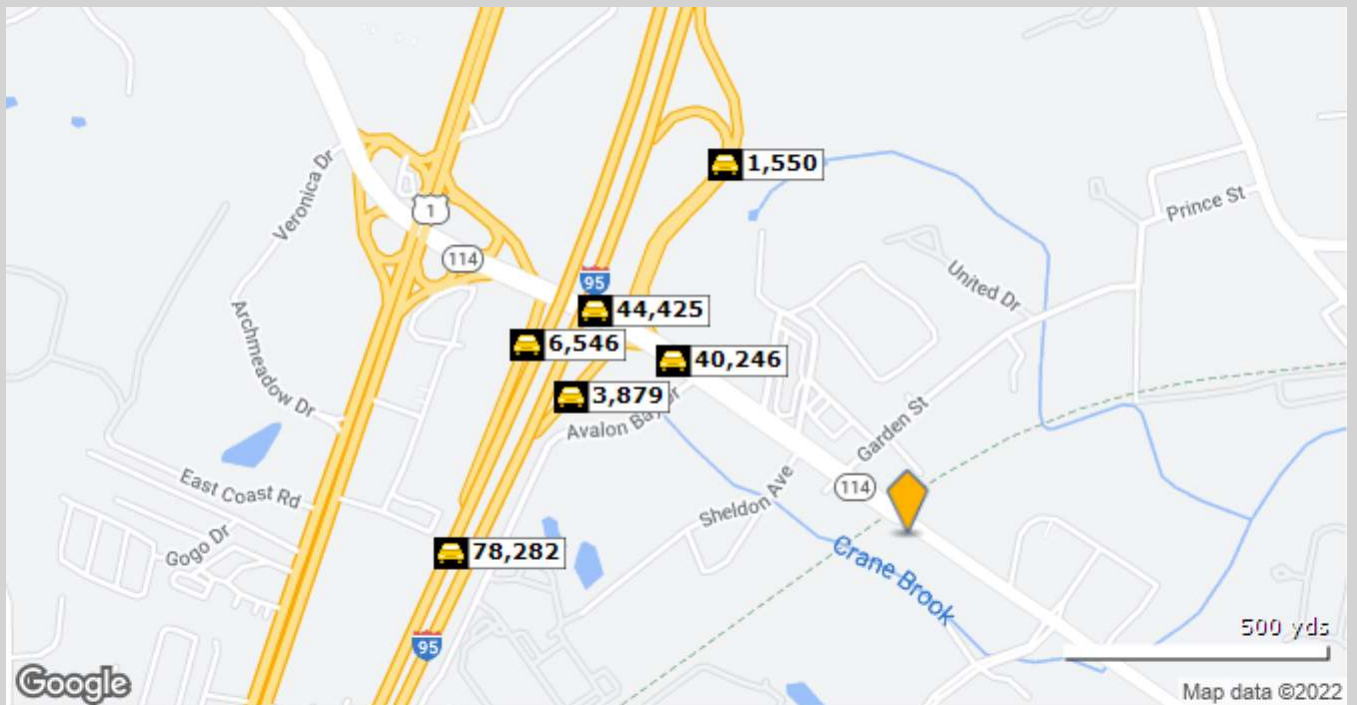 1,550
Prince St
Veronica Dr
1
114
United Dr
95
44,425
6,546
40,246
3,879
Archmeadow Dr
Avalon Bay Dr
Garden St
East Coast Rd
114
Sheldon Ave
Gogo Dr
78,282
Crane Brook
95
500 yds
Google
Map data ©2022